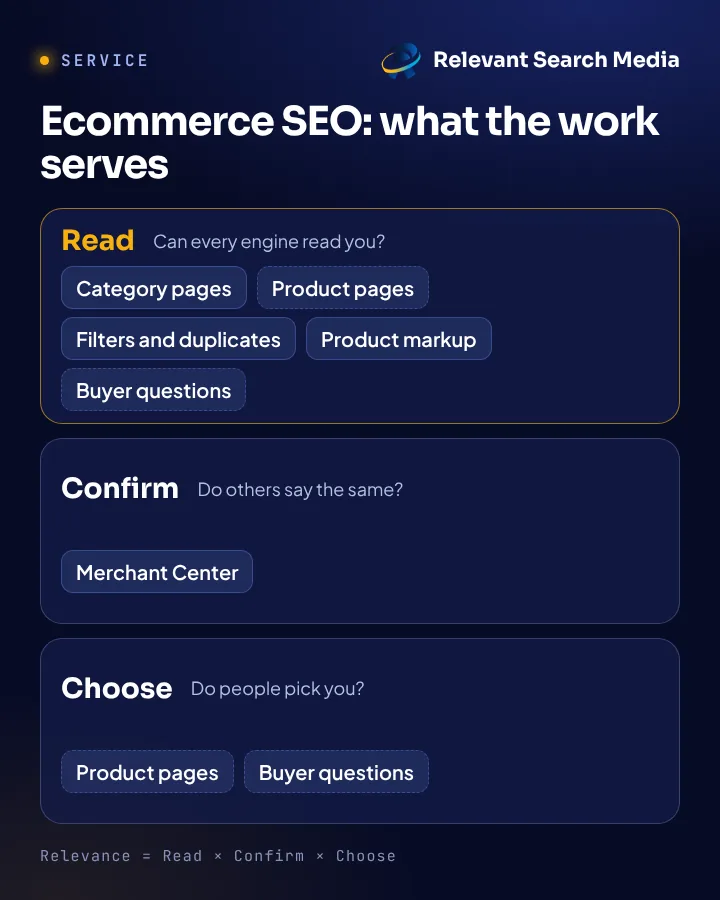 SERVICE
Relevant Search Media
Ecommerce SEO: what the work
serves
Read Can every engine read you?
Category pages Product pages
Filters and duplicates Product markup
Buyer questions
Confirm Do others say the same?
Merchant Center
Choose Do people pick you?
Product pages Buyer questions
Relevance = Read × Confirm × Choose